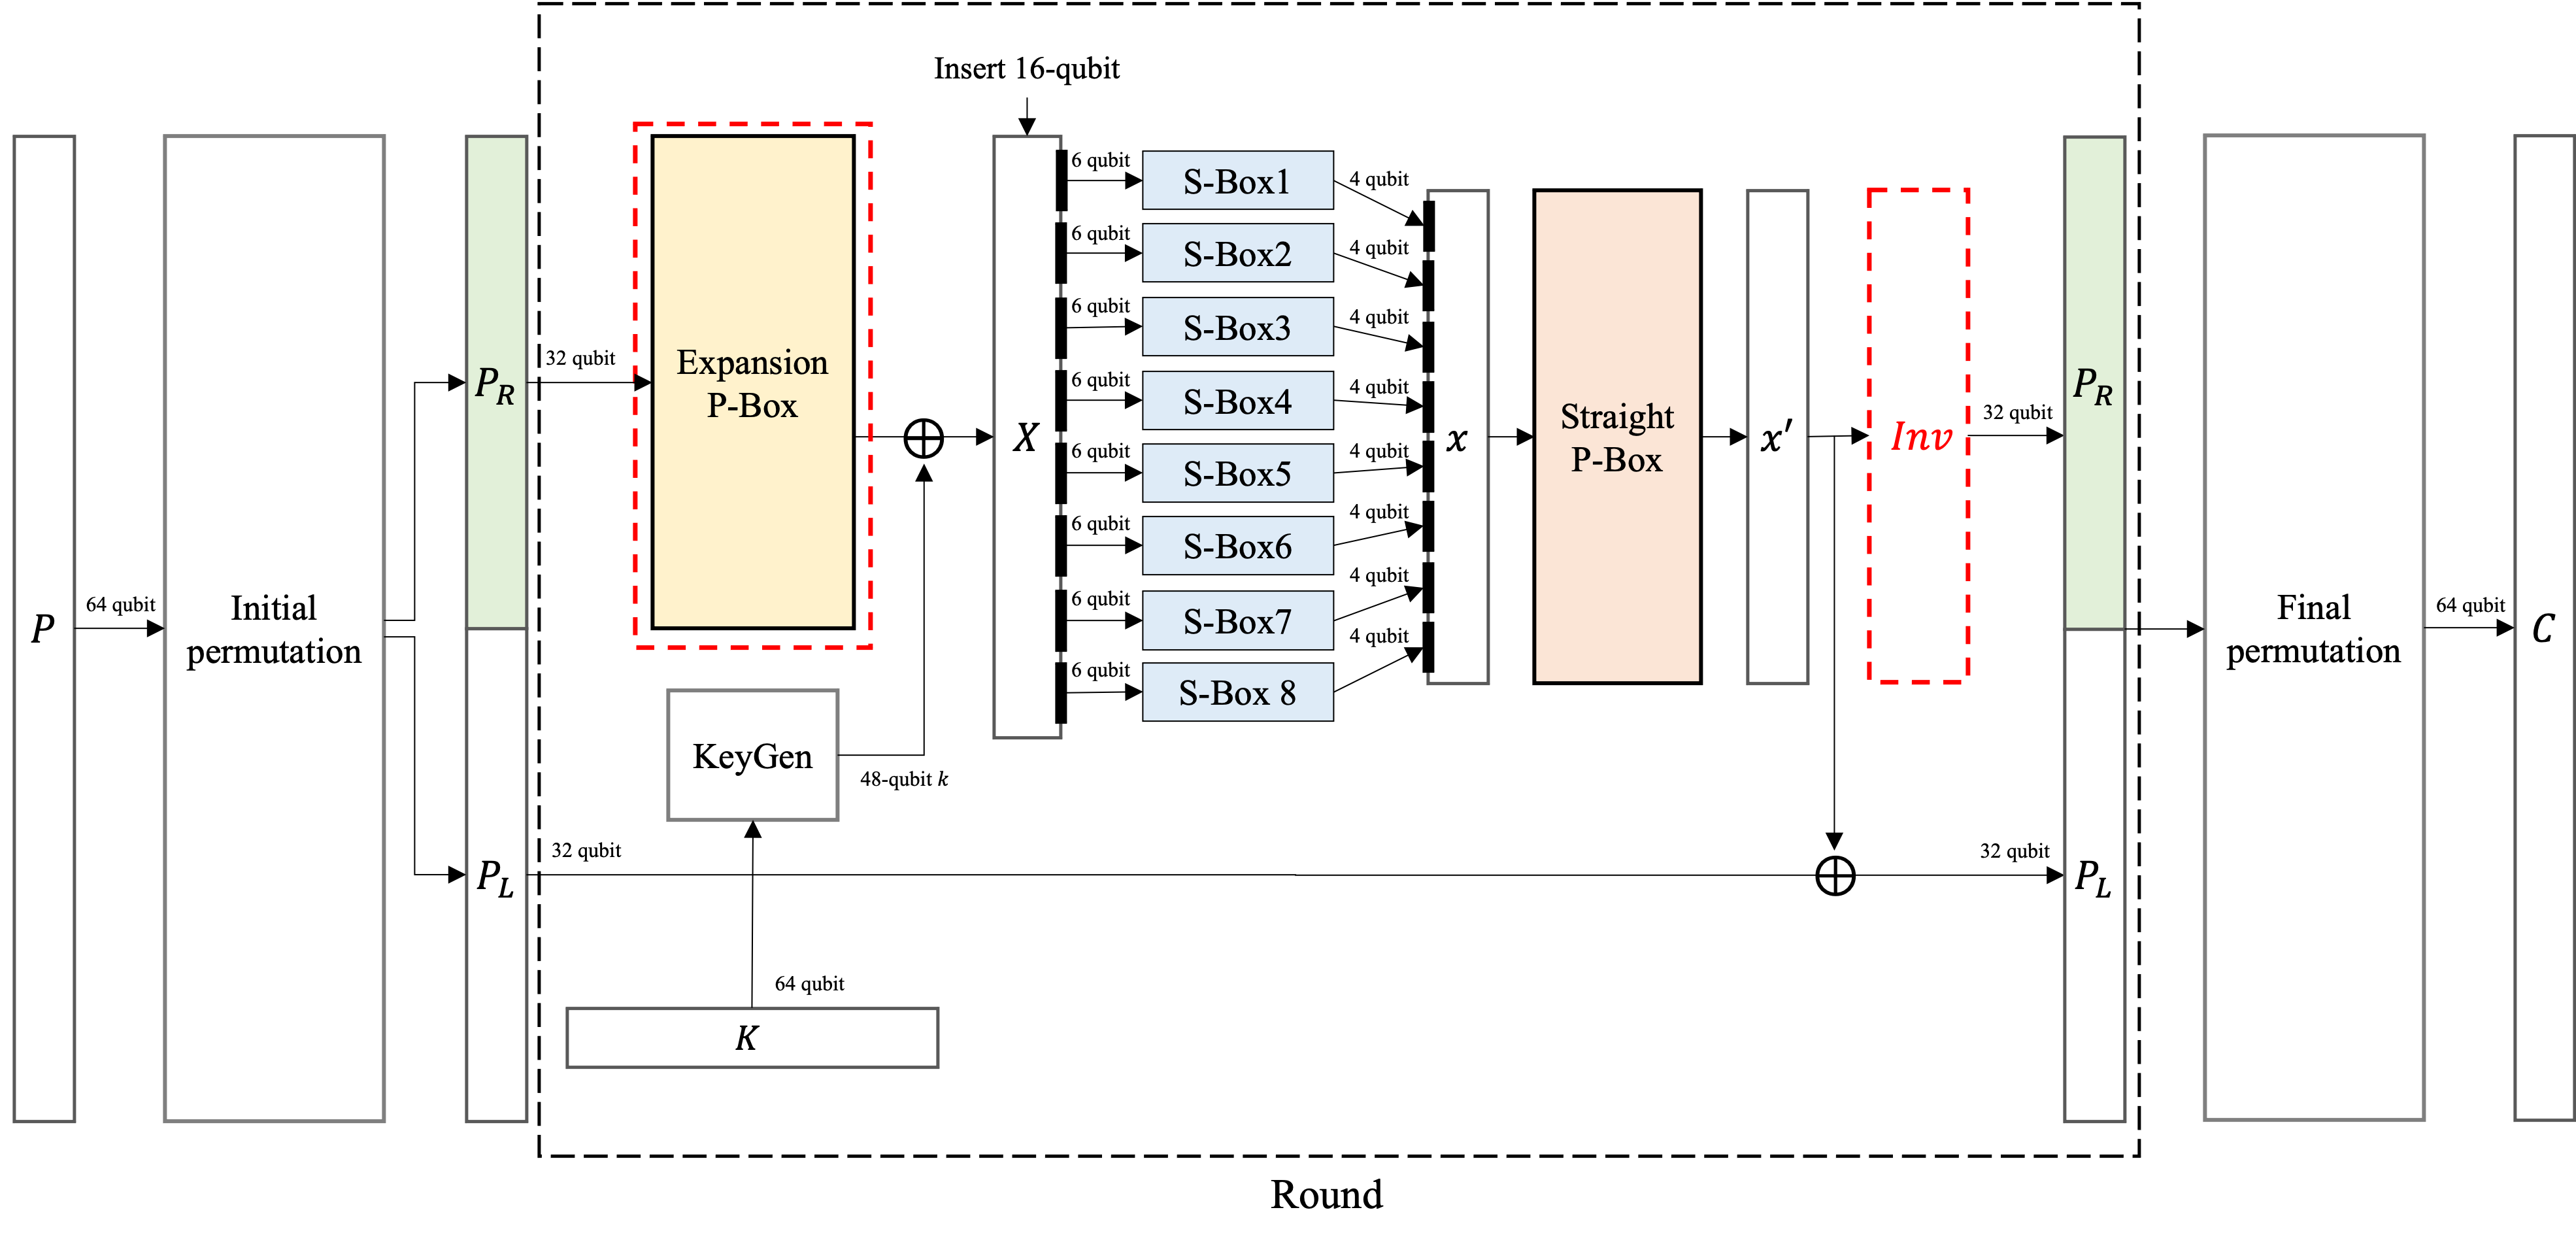 Insert 16-qubit
P
64 qubit
Initial
permutation
P_R
P_L
32 qubit
32 qubit
Expansion
P-Box
KeyGen
48-qubit k
64 qubit
K
X
6 qubit
S-Box1
4 qubit
6 qubit
S-Box2
4 qubit
6 qubit
S-Box3
4 qubit
6 qubit
S-Box4
4 qubit
6 qubit
S-Box5
4 qubit
6 qubit
S-Box6
4 qubit
6 qubit
S-Box7
4 qubit
6 qubit
S-Box 8
4 qubit
x
Straight
P-Box
x′
Inv
32 qubit
32 qubit
P_R
P_L
Final
permutation
64 qubit
C
Round